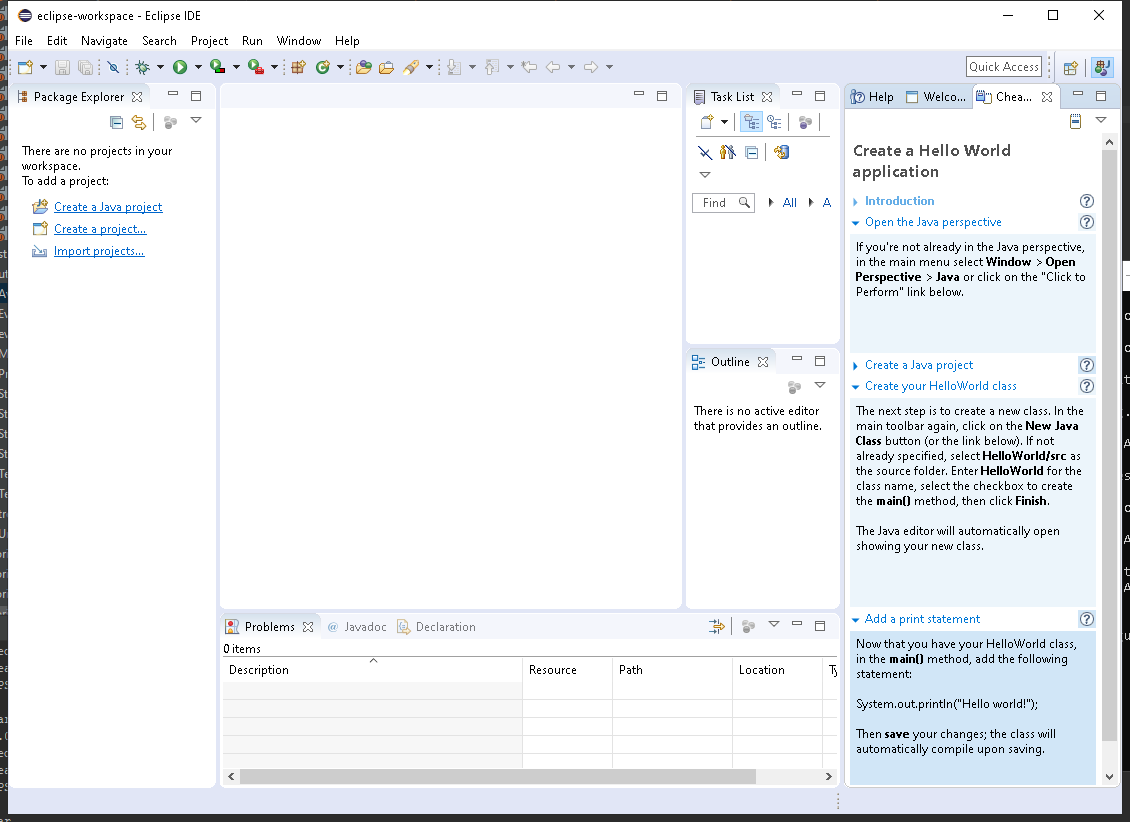 eclipse-workspace - Eclipse IDE
File Edit Navigate Search Project Run Window Help
Quick Access
Package Explorer
There are no projects in your
workspace.
To add a project:
Create a Java project
Create a project...
Import projects...
Task List
Find
All
A
Outline
There is no active editor
that provides an outline.
Problems
@ Javadoc
Declaration
0 items
Description Resource Path Location Ty
Help
Welco...
Chea...
Create a Hello World
application
Introduction
Open the Java perspective
If you're not already in the Java perspective,
in the main menu select Window > Open
Perspective > Java or click on the "Click to
Perform" link below.
Create a Java project
Create your HelloWorld class
The next step is to create a new class. In the
main toolbar again, click on the New Java
Class button (or the link below). If not
already specified, select HelloWorld/src as
the source folder. Enter HelloWorld for the
class name, select the checkbox to create
the main() method, then click Finish.
The Java editor will automatically open
showing your new class.
Add a print statement
Now that you have your HelloWorld class,
in the main() method, add the following
statement:
System.out.println("Hello world!");
Then save your changes; the class will
automatically compile upon saving.